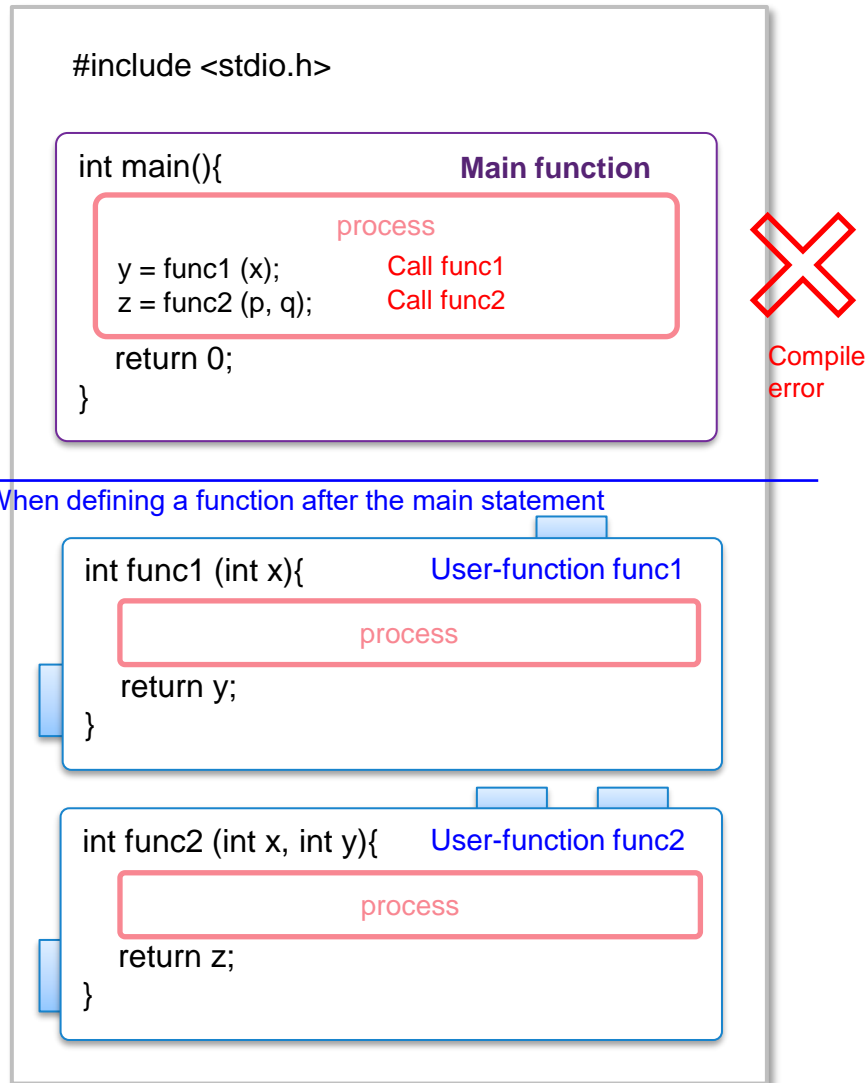 #include <stdio.h>
int main(){ Main function
process
y = func1 (x); Call func1
z = func2 (p, q); Call func2
return 0;
}
Compile
error
When defining a function after the main statement
int func1 (int x){ User-function func1
process
return y;
}
int func2 (int x, int y){ User-function func2
process
return z;
}